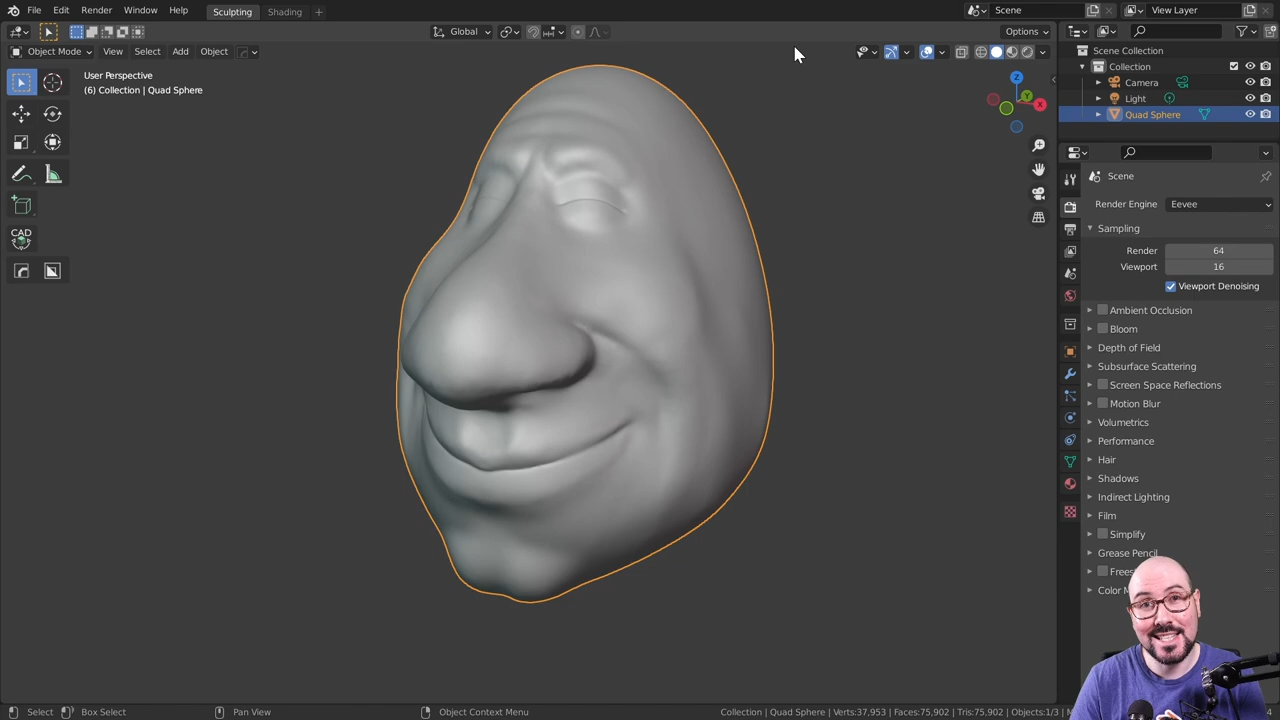 File Edit Render Window Help Sculpting Shading + Scene View Layer
Global Options
Object Mode View Select Add Object
User Perspective
(6) Collection | Quad Sphere
CAD
Z
Y
X
Scene Collection
Collection
Camera
Light
Quad Sphere
Scene
Render Engine Eevee
Sampling
Render 64
Viewport 16
Viewport Denoising
Ambient Occlusion
Bloom
Depth of Field
Subsurface Scattering
Screen Space Reflections
Motion Blur
Volumetrics
Performance
Hair
Shadows
Indirect Lighting
Film
Simplify
Grease Pencil
Select Box Select Pan View Object Context Menu Collection | Quad Sphere | Verts:37,953 | Faces:75,902 | Tris:75,902 | Objects:1/3